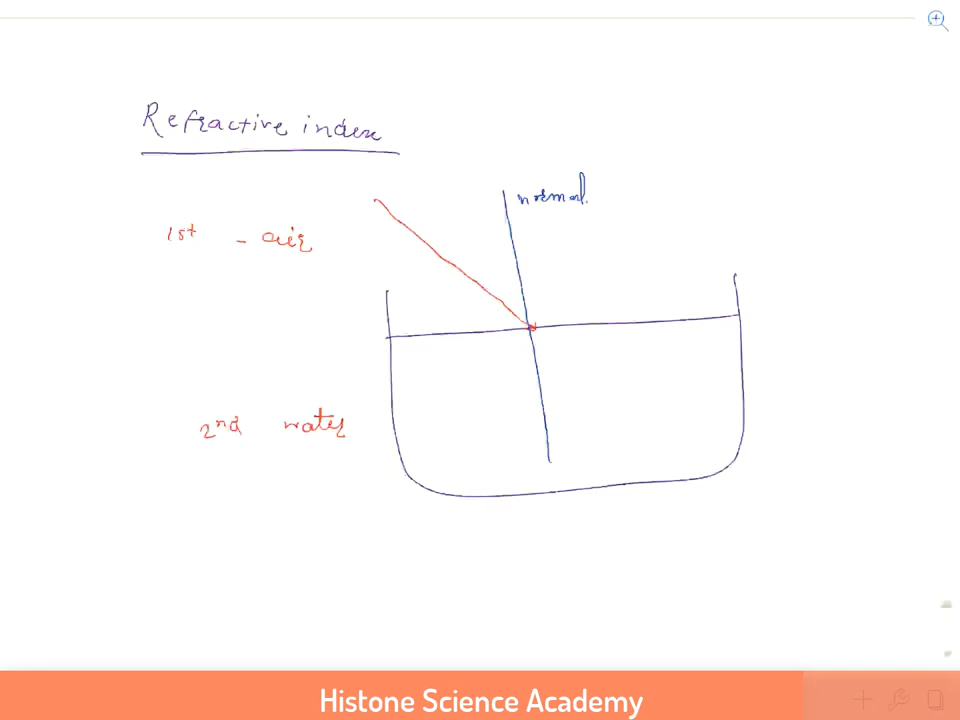 Refractive index
normal.
1st - air
2nd water
Histone Science Academy